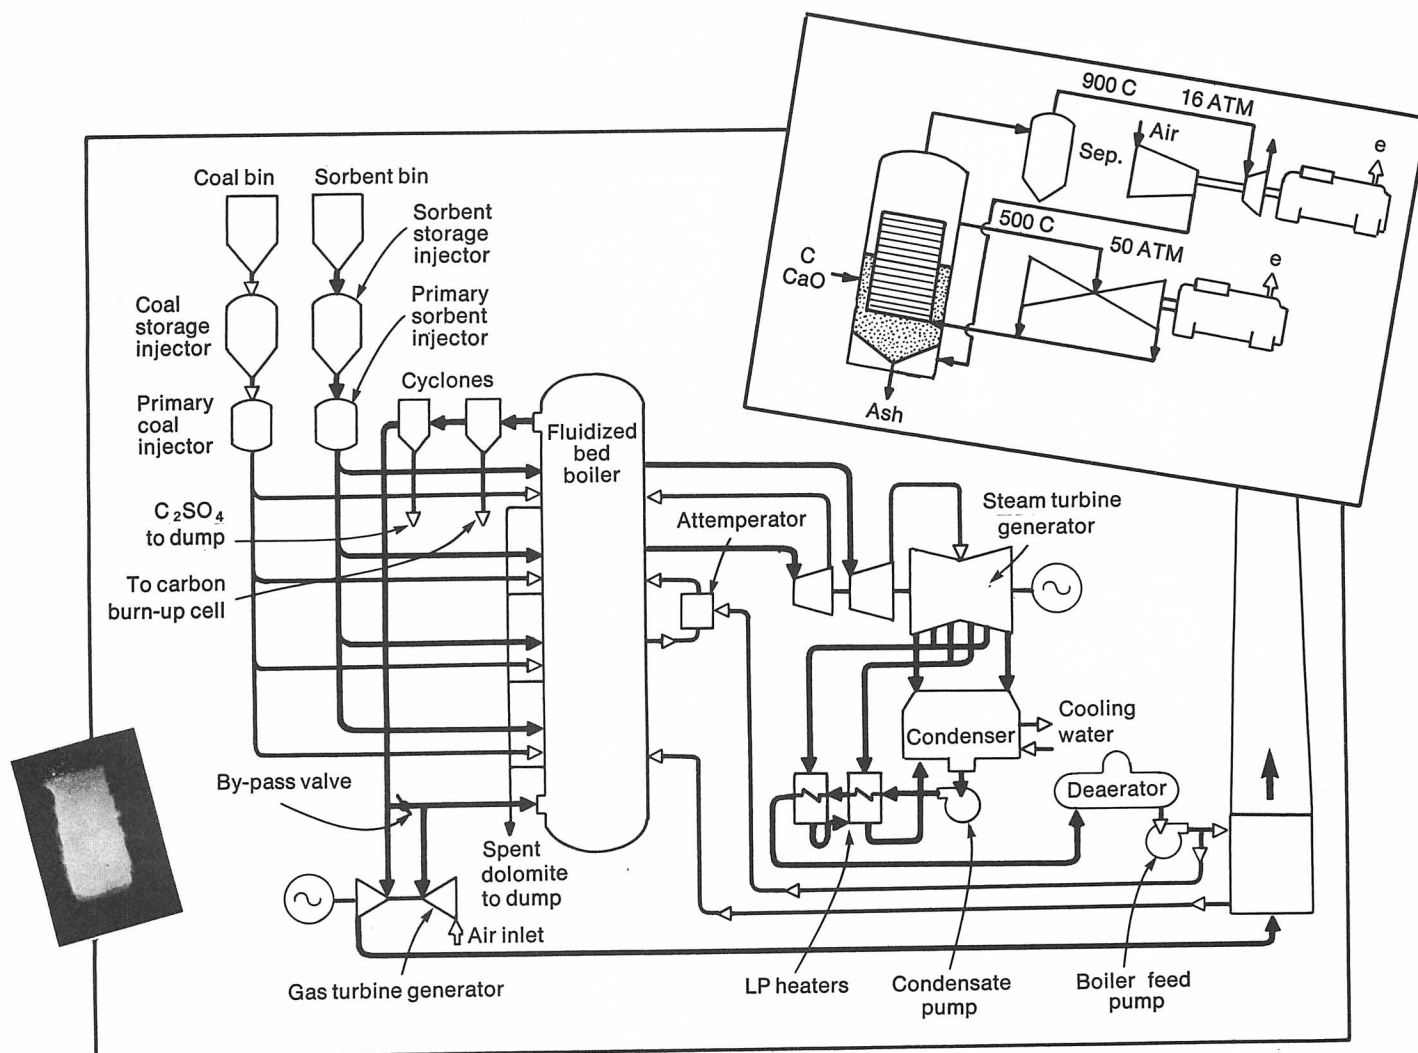 900 C
16 ATM
Air
Sep.
e
500 C
50 ATM
e
C
CaO
Ash
Coal bin
Sorbent bin
Sorbent
storage
injector
Coal
storage
injector
Primary
sorbent
injector
Primary
coal
injector
Cyclones
Fluidized
bed
boiler
C₂SO₄
to dump
To carbon
burn-up cell
Attemperator
Steam turbine
generator
Cooling
water
Condenser
By-pass valve
Deaerator
Spent
dolomite
to dump
Air inlet
Gas turbine generator
LP heaters
Condensate
pump
Boiler feed
pump